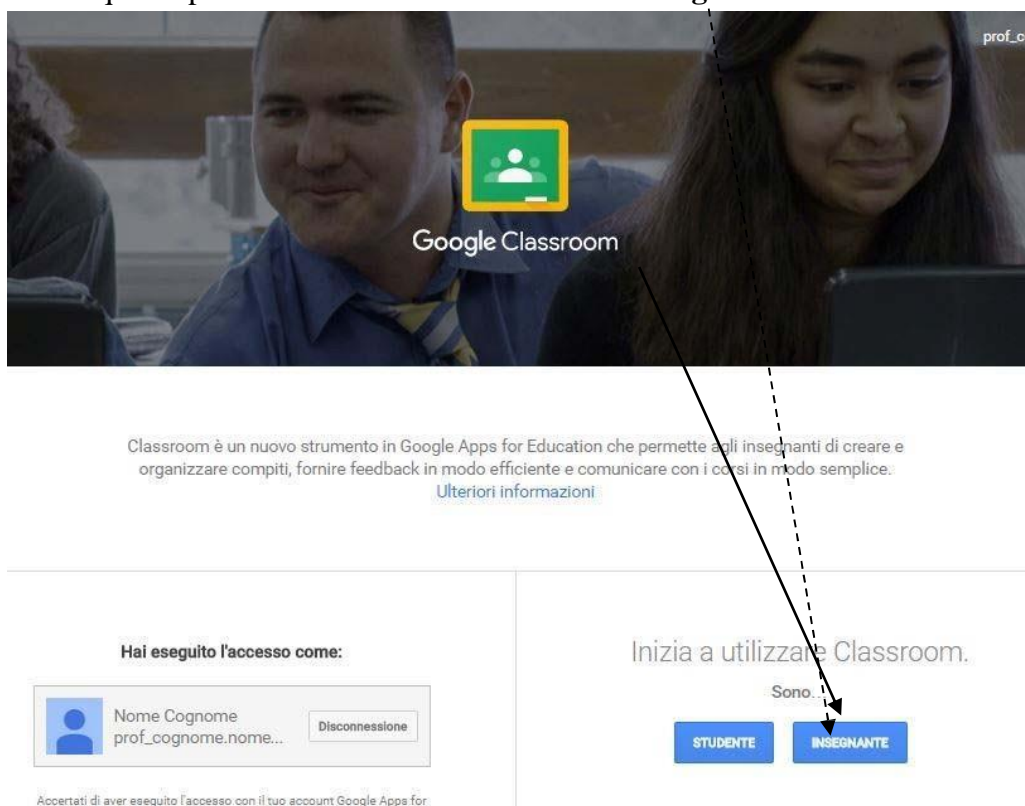 prof_c
Google Classroom
Classroom è un nuovo strumento in Google Apps for Education che permette agli insegnanti di creare e
organizzare compiti, fornire feedback in modo efficiente e comunicare con i corsi in modo semplice.
Ulteriori informazioni
Hai eseguito l'accesso come:
Nome Cognome
prof_cognome.nome...
Disconnessione
Accertati di aver eseguito l'accesso con il tuo account Google Apps for
Inizia a utilizzare Classroom.
Sono...
STUDENTE
INSEGNANTE